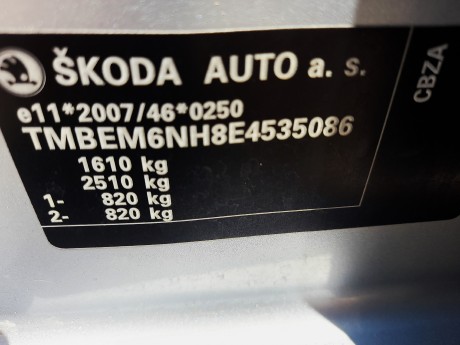 ŠKODA AUTO a. s.
e11*2007/46*0250
TMBEM6NH8E4535086
1610 kg
2510 kg
1- 820 kg
2- 820 kg
CBZA